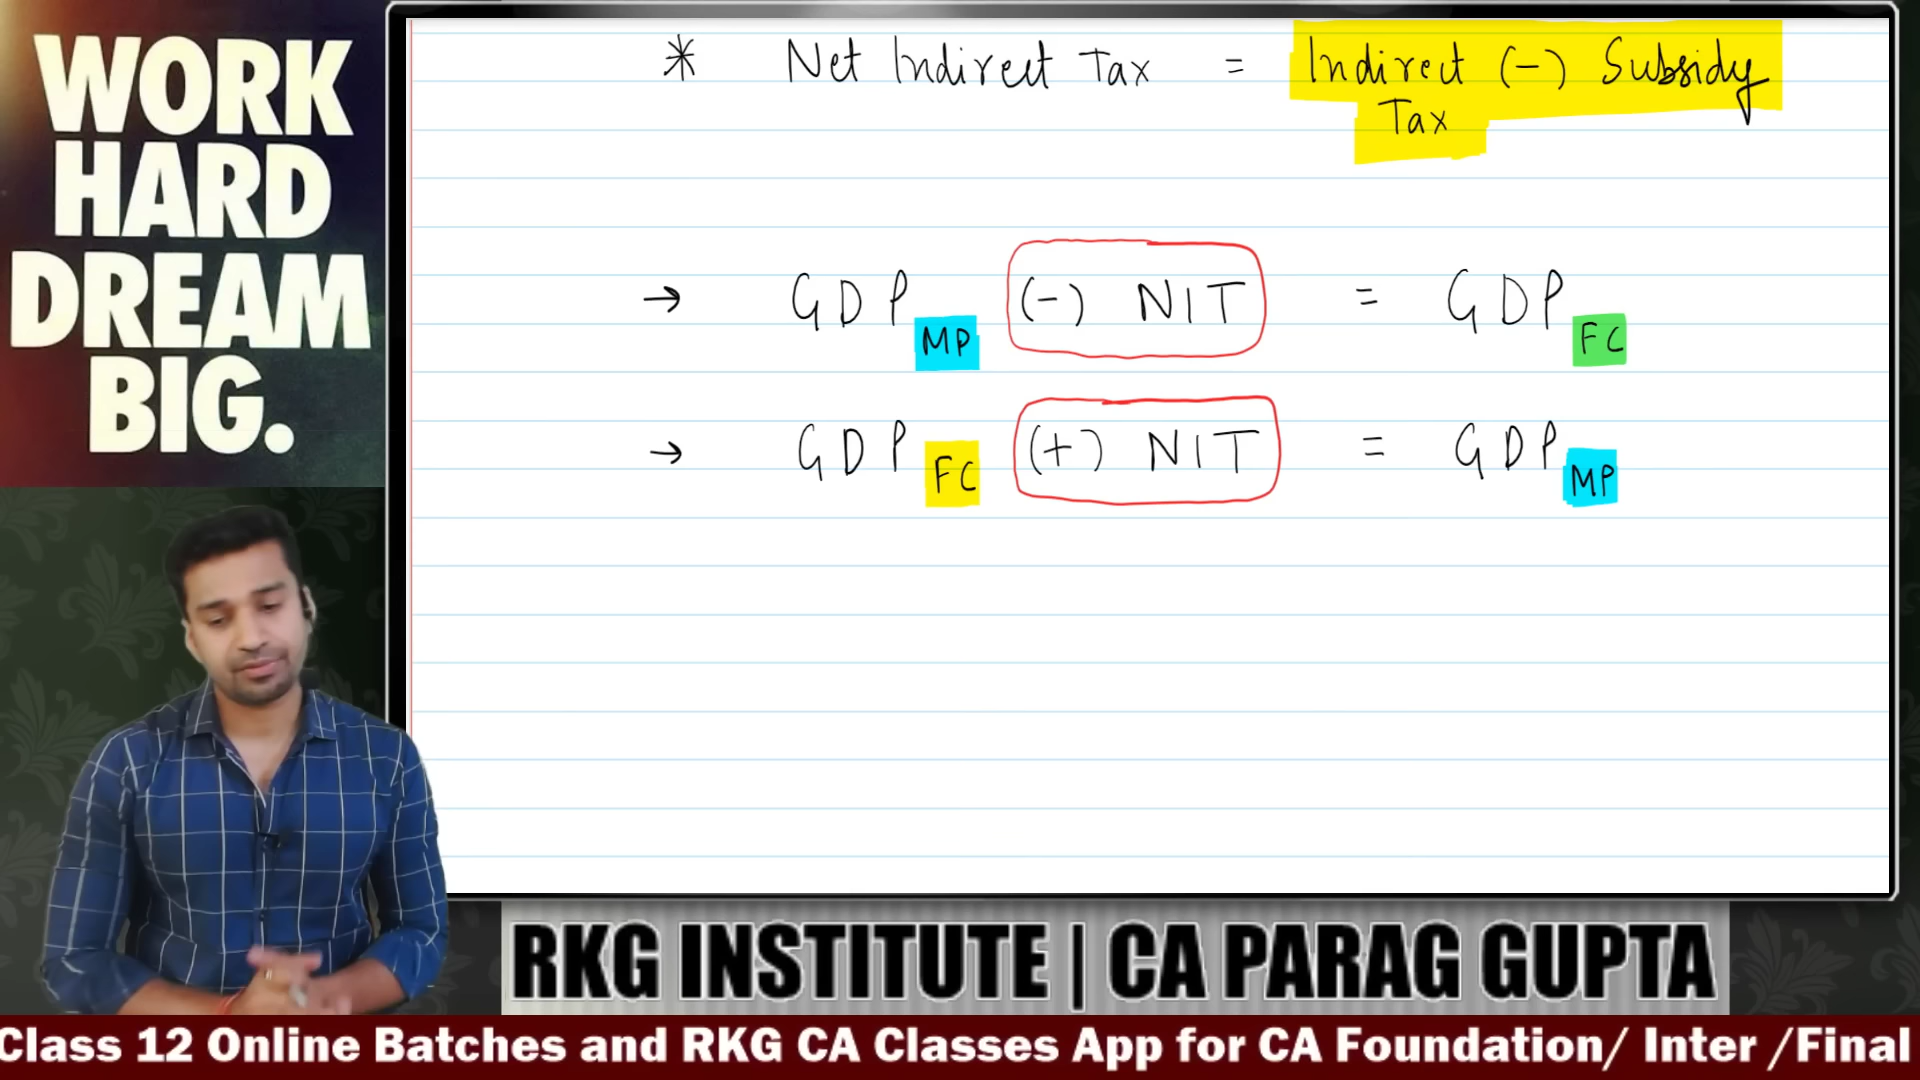 WORK
HARD
DREAM
BIG.
* Net Indirect Tax = Indirect (-) Subsidy
Tax
→ GDP MP (-) NIT = GDP FC
→ GDP FC (+) NIT = GDP MP
RKG INSTITUTE | CA PARAG GUPTA
Class 12 Online Batches and RKG CA Classes App for CA Foundation/ Inter /Final